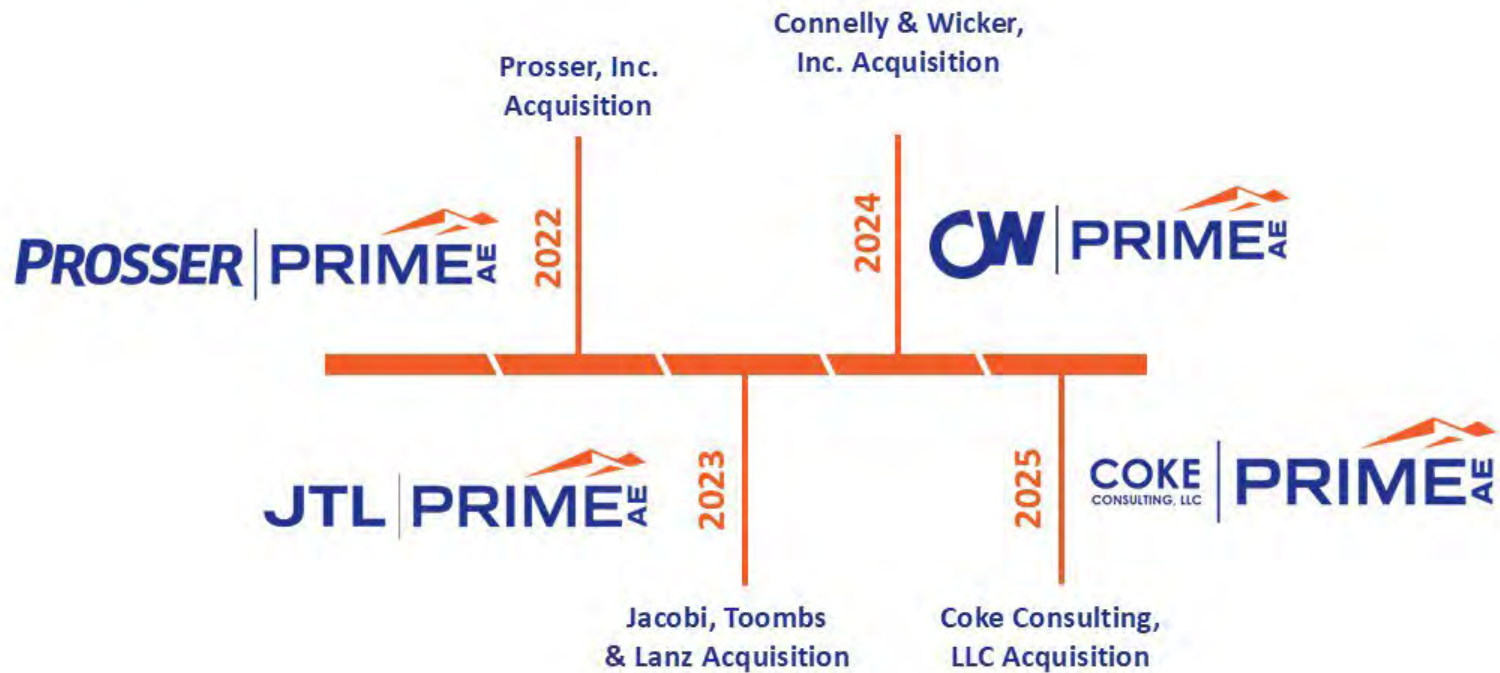 Prosser, Inc.
Acquisition
2022
PROSSER PRIME AE
Connelly & Wicker,
Inc. Acquisition
2024
CW PRIME AE
JTL PRIME AE
2023
Jacobi, Toombs
& Lanz Acquisition
2025
COKE
CONSULTING, LLC
PRIME AE
Coke Consulting,
LLC Acquisition